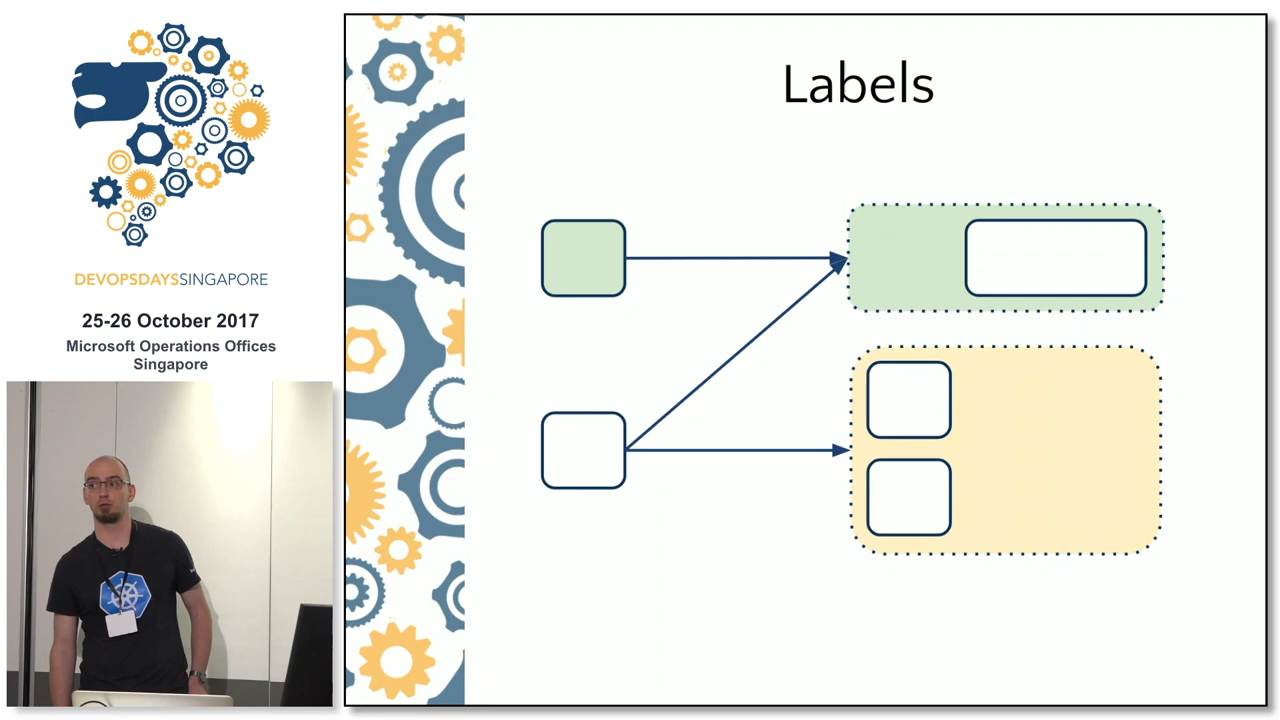 DEVOPSDAYSSINGAPORE
25-26 October 2017
Microsoft Operations Offices
Singapore
Labels